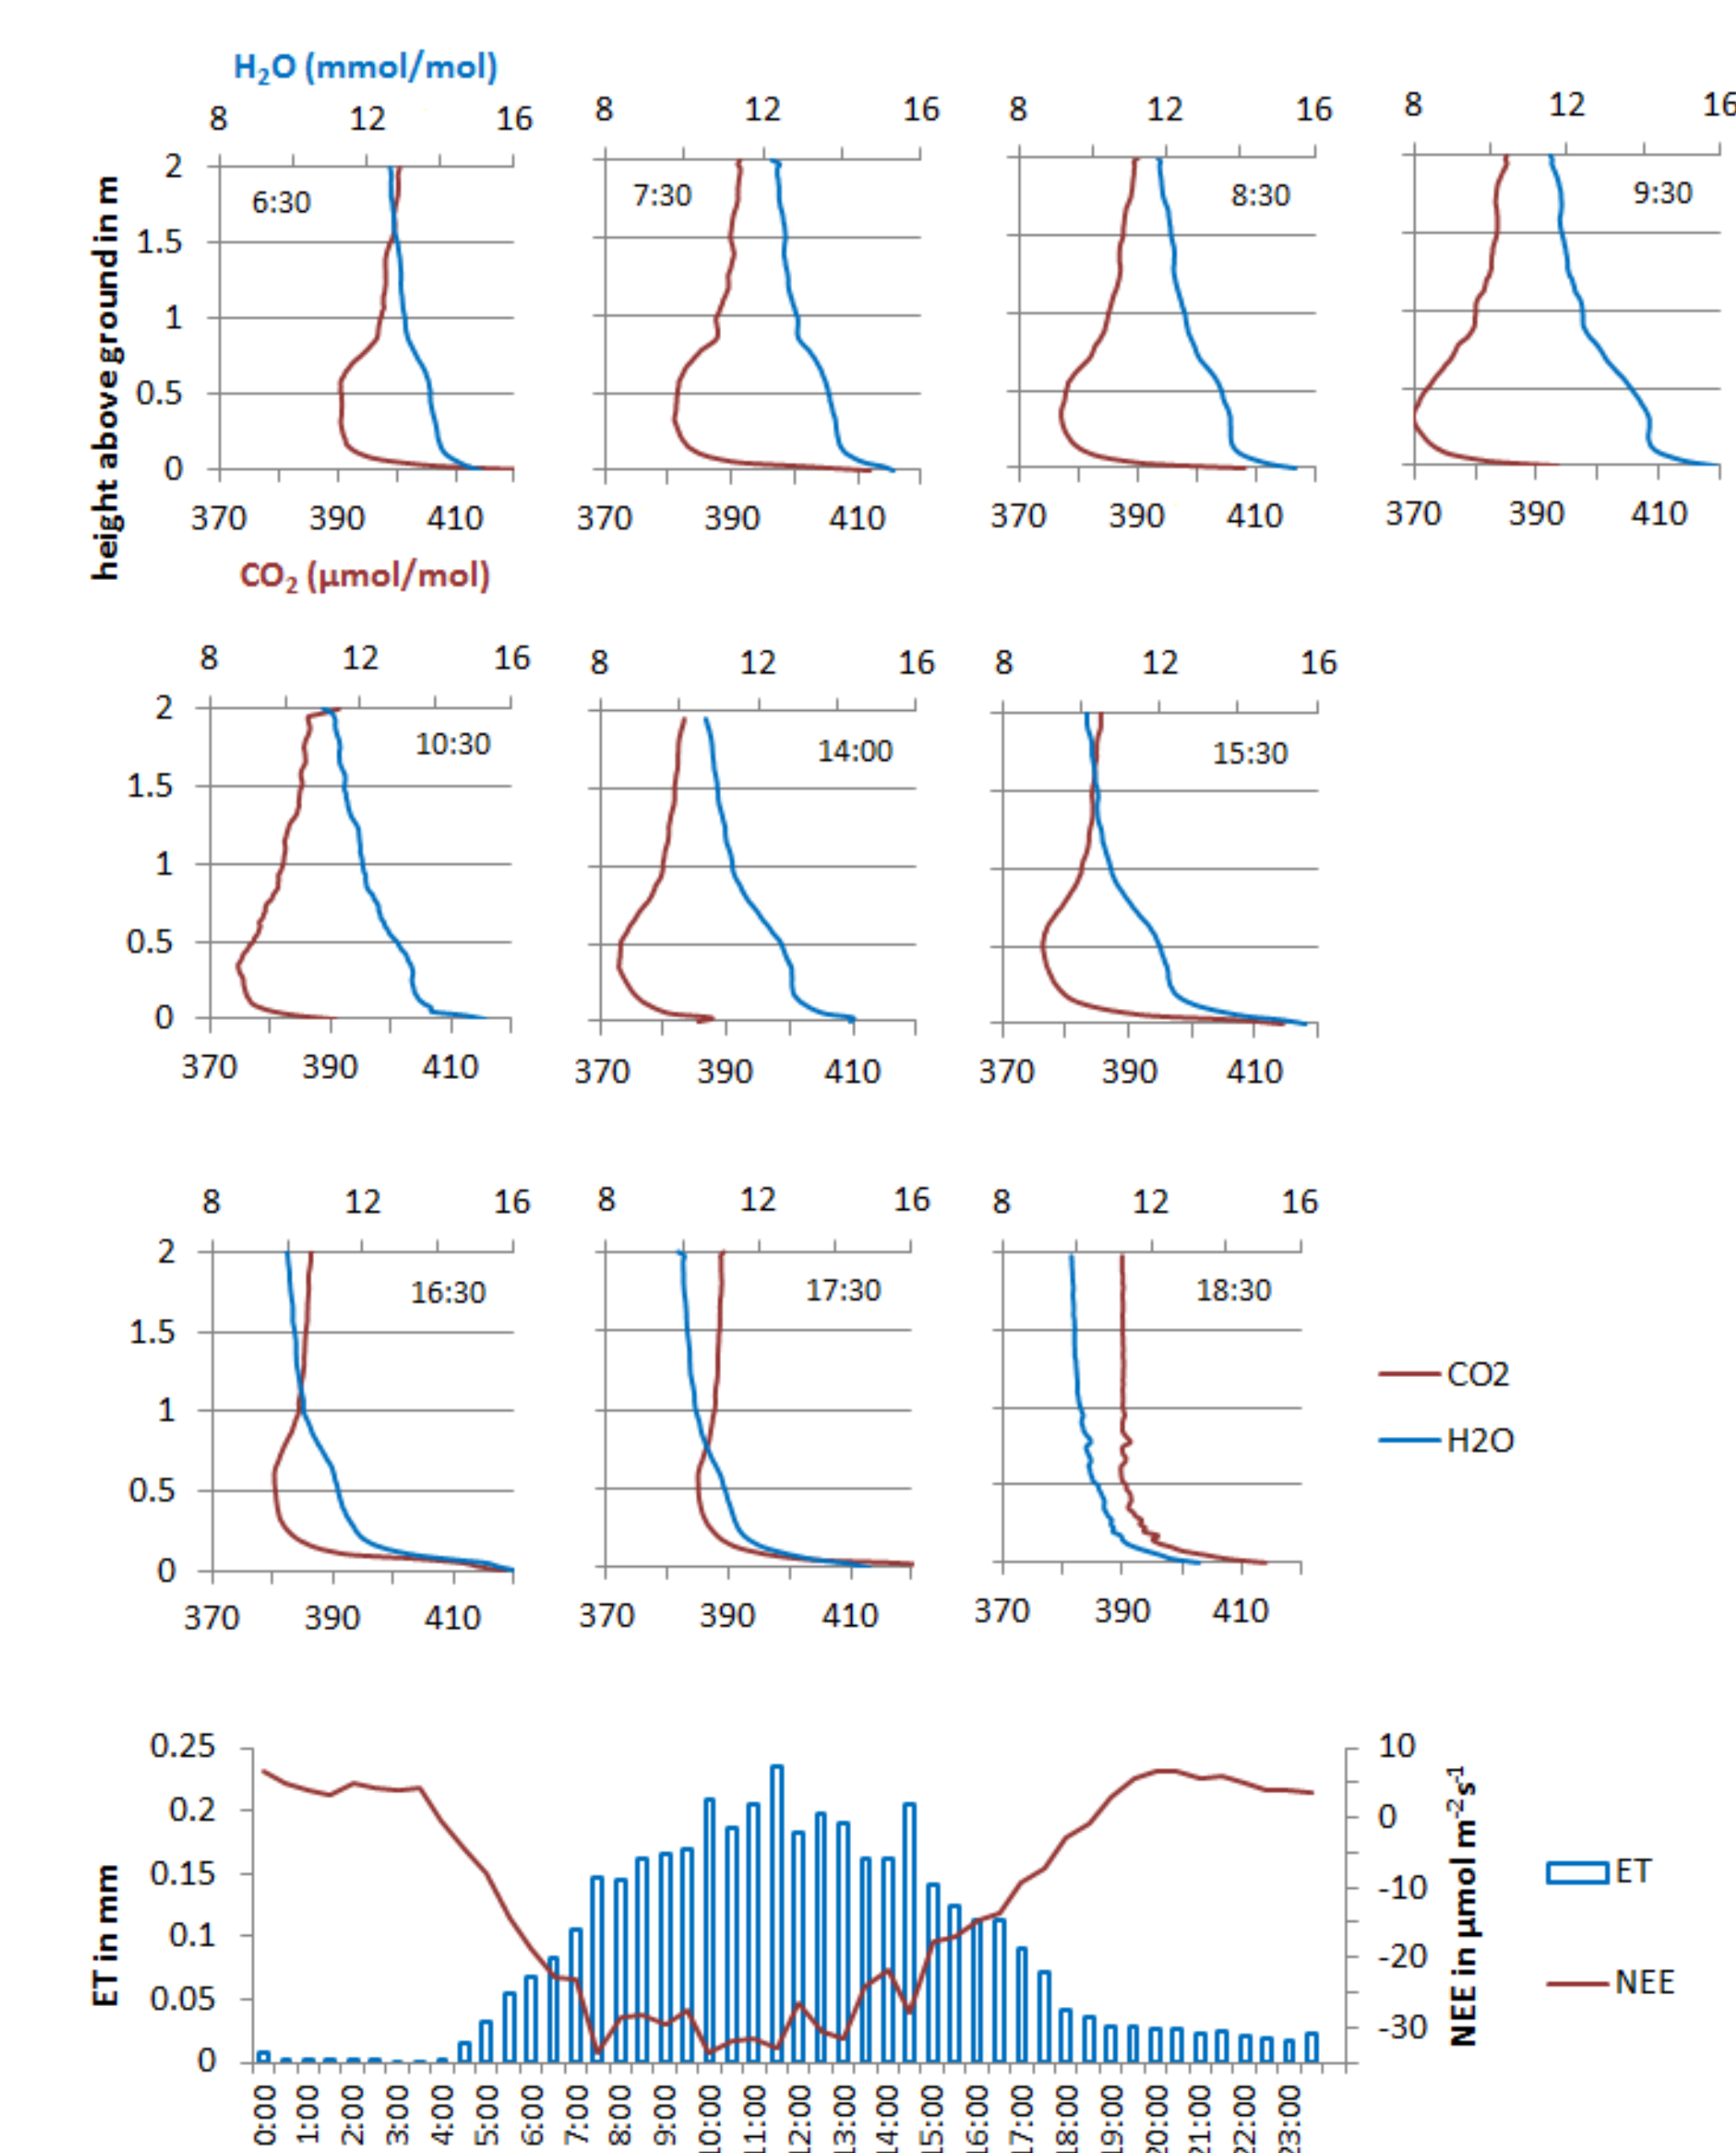 H₂O (mmol/mol)
8 12 16 8 12 16 8 12 16 8 12 16
height above ground in m
2
1.5
1
0.5
0
6:30 7:30 8:30 9:30
370 390 410 370 390 410 370 390 410 370 390 410
CO₂ (µmol/mol)
8 12 16 8 12 16 8 12 16
2
1.5
1
0.5
0
10:30 14:00 15:30
370 390 410 370 390 410 370 390 410
8 12 16 8 12 16 8 12 16
2
1.5
1
0.5
0
16:30 17:30 18:30
370 390 410 370 390 410 370 390 410
CO2
H2O
ET in mm
0.25
0.2
0.15
0.1
0.05
0
10
0
-10
-20
-30
NEE in µmol m⁻²s⁻¹
ET
NEE
0:00 1:00 2:00 3:00 4:00 5:00 6:00 7:00 8:00 9:00 10:00 11:00 12:00 13:00 14:00 15:00 16:00 17:00 18:00 19:00 20:00 21:00 22:00 23:00